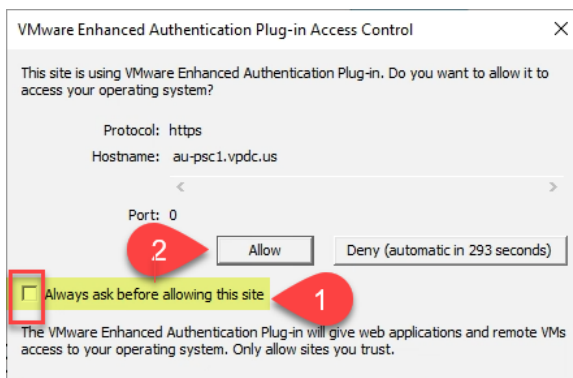 VMware Enhanced Authentication Plug-in Access Control
This site is using VMware Enhanced Authentication Plug-in. Do you want to allow it to
access your operating system?
Protocol: https
Hostname: au-psc1.vpdc.us
Port: 0
2
Allow
Deny (automatic in 293 seconds)
Always ask before allowing this site
1
The VMware Enhanced Authentication Plug-in will give web applications and remote VMs
access to your operating system. Only allow sites you trust.